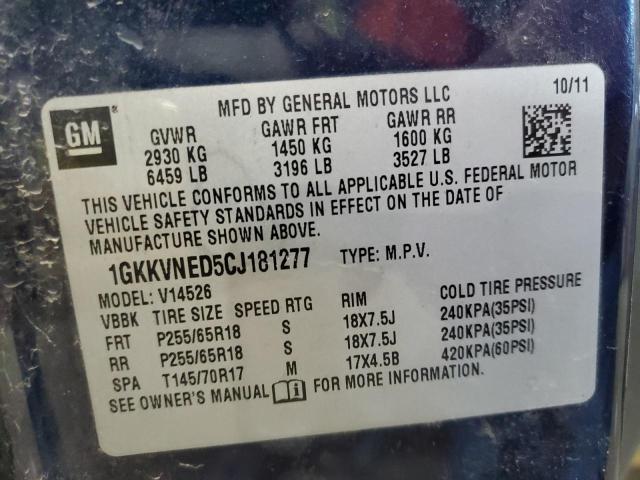 MFD BY GENERAL MOTORS LLC 10/11
GM
GVWR GAWR FRT GAWR RR
2930 KG 1450 KG 1600 KG
6459 LB 3196 LB 3527 LB
THIS VEHICLE CONFORMS TO ALL APPLICABLE U.S. FEDERAL MOTOR
VEHICLE SAFETY STANDARDS IN EFFECT ON THE DATE OF
MANUFACTURE SHOWN ABOVE.
1GKKVNED5CJ181277 TYPE: M.P.V.
MODEL: V14526
VBBK TIRE SIZE SPEED RTG RIM COLD TIRE PRESSURE
FRT P255/65R18 S 18X7.5J 240KPA(35PSI)
RR P255/65R18 S 18X7.5J 240KPA(35PSI)
SPA T145/70R17 M 17X4.5B 420KPA(60PSI)
SEE OWNER'S MANUAL FOR MORE INFORMATION.